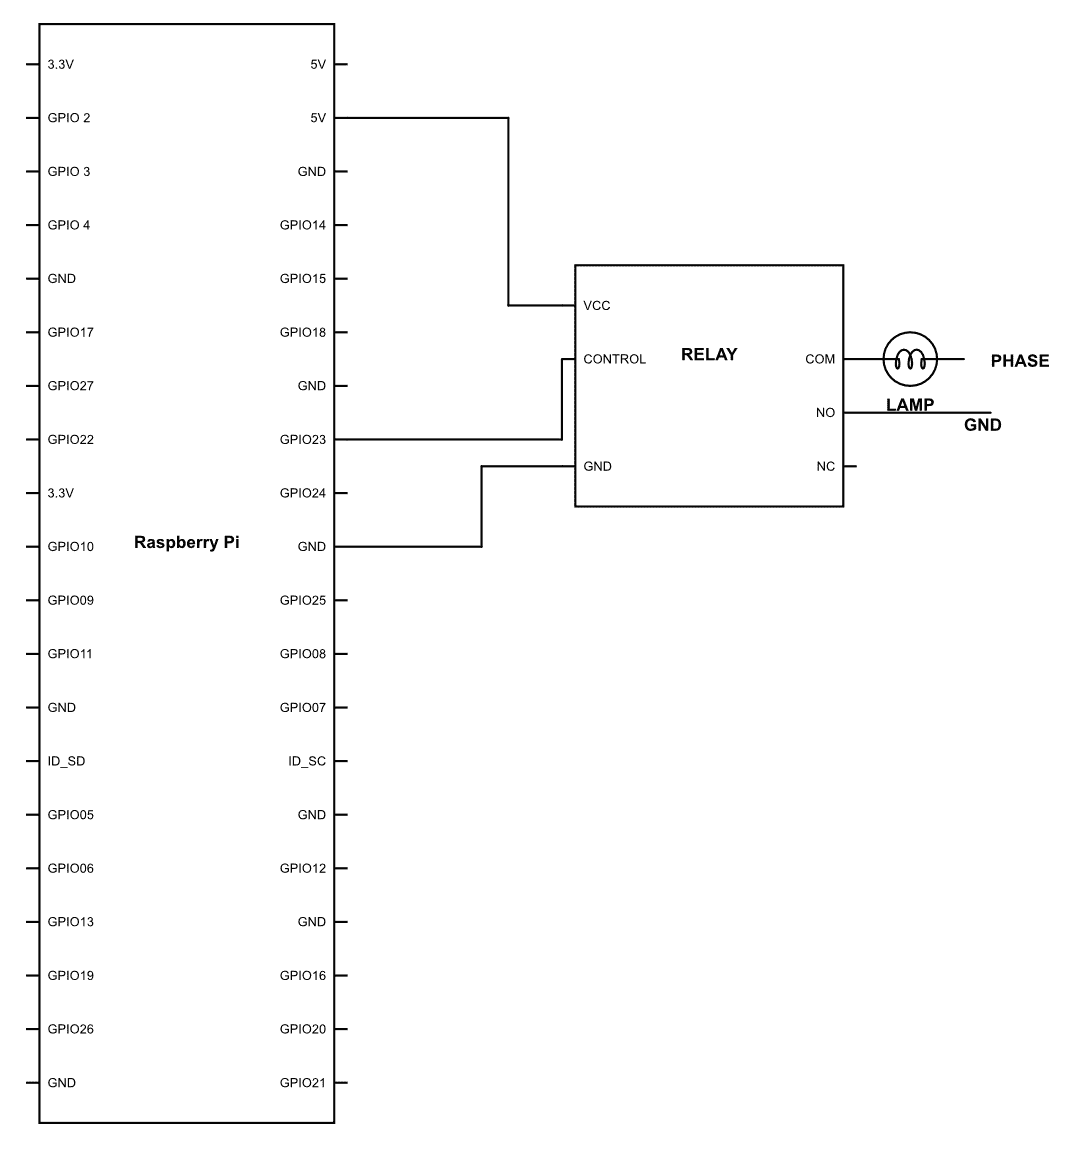 3.3V
5V
GPIO 2
5V
GPIO 3
GND
GPIO 4
GPIO14
GND
GPIO15
GPIO17
GPIO18
GPIO27
GND
GPIO22
GPIO23
3.3V
GPIO24
GPIO10
Raspberry Pi
GND
GPIO09
GPIO25
GPIO11
GPIO08
GND
GPIO07
ID_SD
ID_SC
GPIO05
GND
GPIO06
GPIO12
GPIO13
GND
GPIO19
GPIO16
GPIO26
GPIO20
GND
GPIO21
VCC
CONTROL
RELAY
COM
NO
GND
NC
LAMP
PHASE
GND